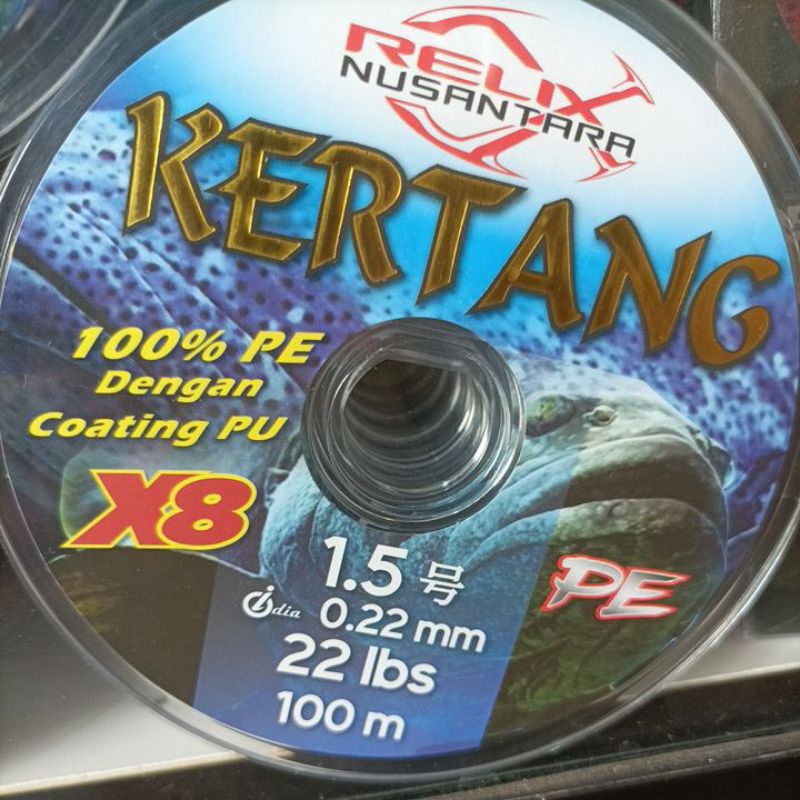 RELIX
NUSANTARA
KERTANG
100% PE
Dengan
Coating PU
X8
1.5 号
dia 0.22 mm
22 lbs
100 m
PE